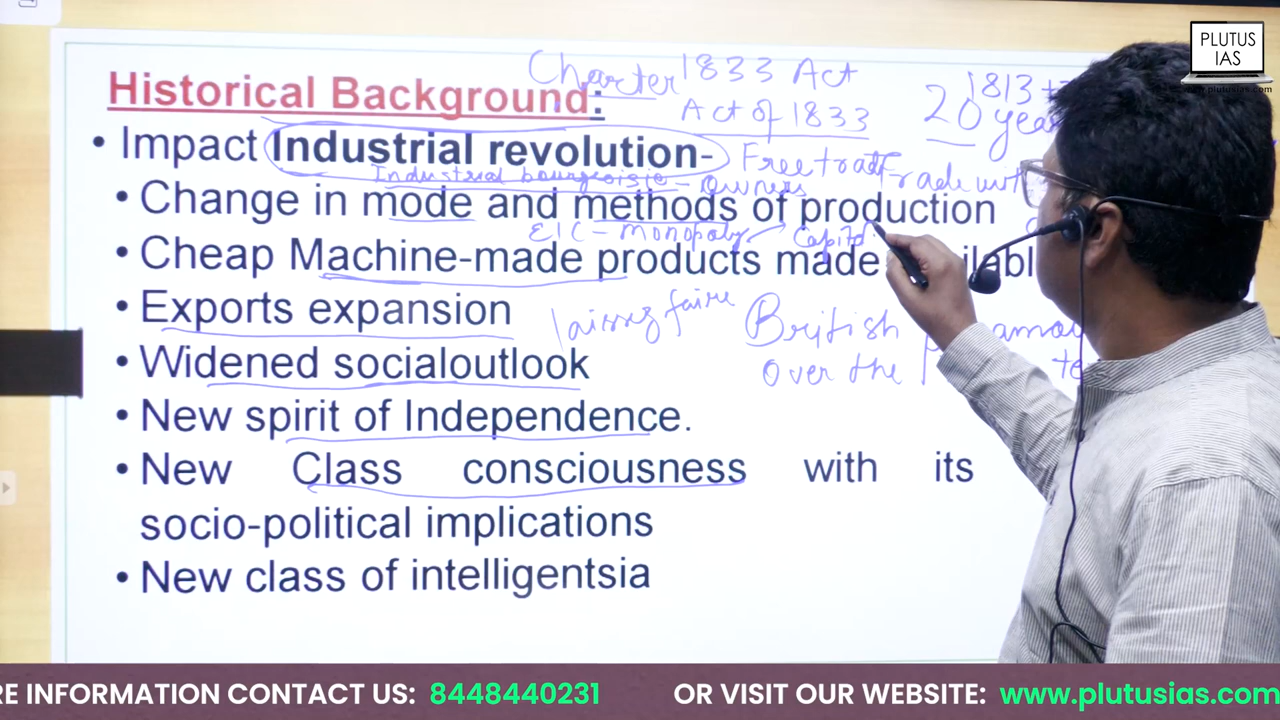 PLUTUS
IAS
www.plutusias.com
Charter 1833 Act
Act of 1833
1813
20 years
Historical Background:
• Impact Industrial revolution-
Free trade
Trade with
Industrial bourgeoisie - Owners
• Change in mode and methods of production
EIC - Monopoly
• Cheap Machine-made products made
• Exports expansion
laissez faire
British
over the
• Widened socialoutlook
• New spirit of Independence.
• New Class consciousness with its
socio-political implications
• New class of intelligentsia
RE INFORMATION CONTACT US: 8448440231 OR VISIT OUR WEBSITE: www.plutusias.com